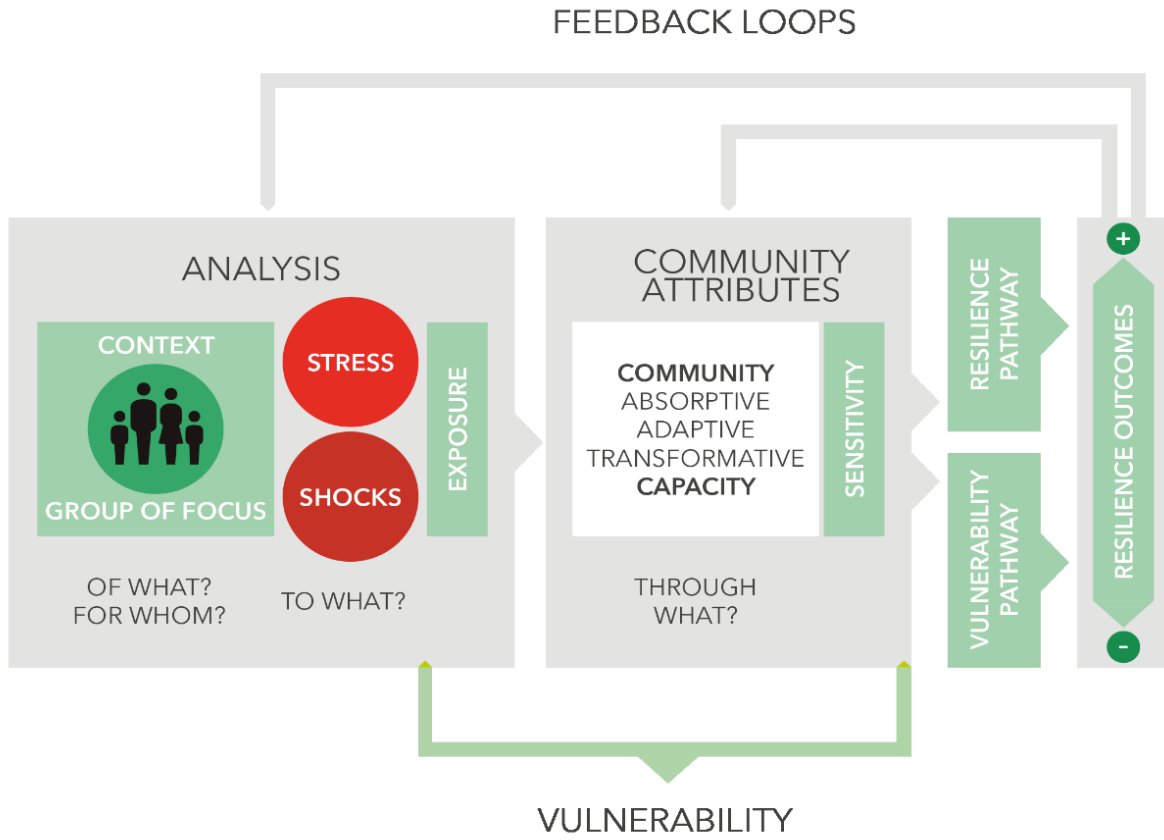 FEEDBACK LOOPS
ANALYSIS
CONTEXT
GROUP OF FOCUS
STRESS
SHOCKS
EXPOSURE
OF WHAT?
FOR WHOM?
TO WHAT?
COMMUNITY
ATTRIBUTES
COMMUNITY
ABSORPTIVE
ADAPTIVE
TRANSFORMATIVE
CAPACITY
SENSITIVITY
THROUGH
WHAT?
RESILIENCE
PATHWAY
VULNERABILITY
PATHWAY
+
RESILIENCE OUTCOMES
-
VULNERABILITY